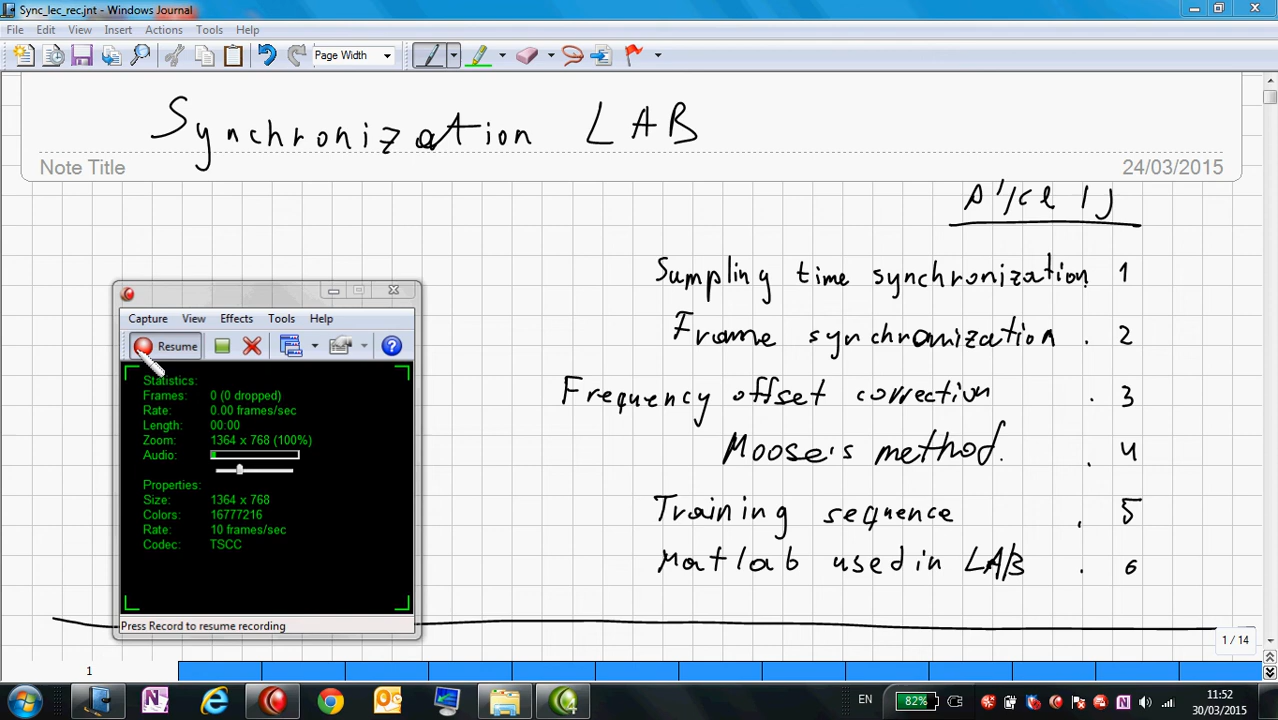 Sync_lec_rec.jnt - Windows Journal
File Edit View Insert Actions Tools Help
Page Width
Synchronization LAB
Note Title
24/03/2015
Sumpling time synchronization 1
Frame synchronization . 2
Frequency offset correction . 3
Moose's method. . 4
Training sequence . 5
Matlab used in LAB . 6
Capture View Effects Tools Help
Resume
Statistics:
Frames: 0 (0 dropped)
Rate: 0.00 frames/sec
Length: 00:00
Zoom: 1364 x 768 (100%)
Audio:
Properties:
Size: 1364 x 768
Colors: 16777216
Rate: 10 frames/sec
Codec: TSCC
Press Record to resume recording
1 / 14
1
EN 82% 11:52
30/03/2015